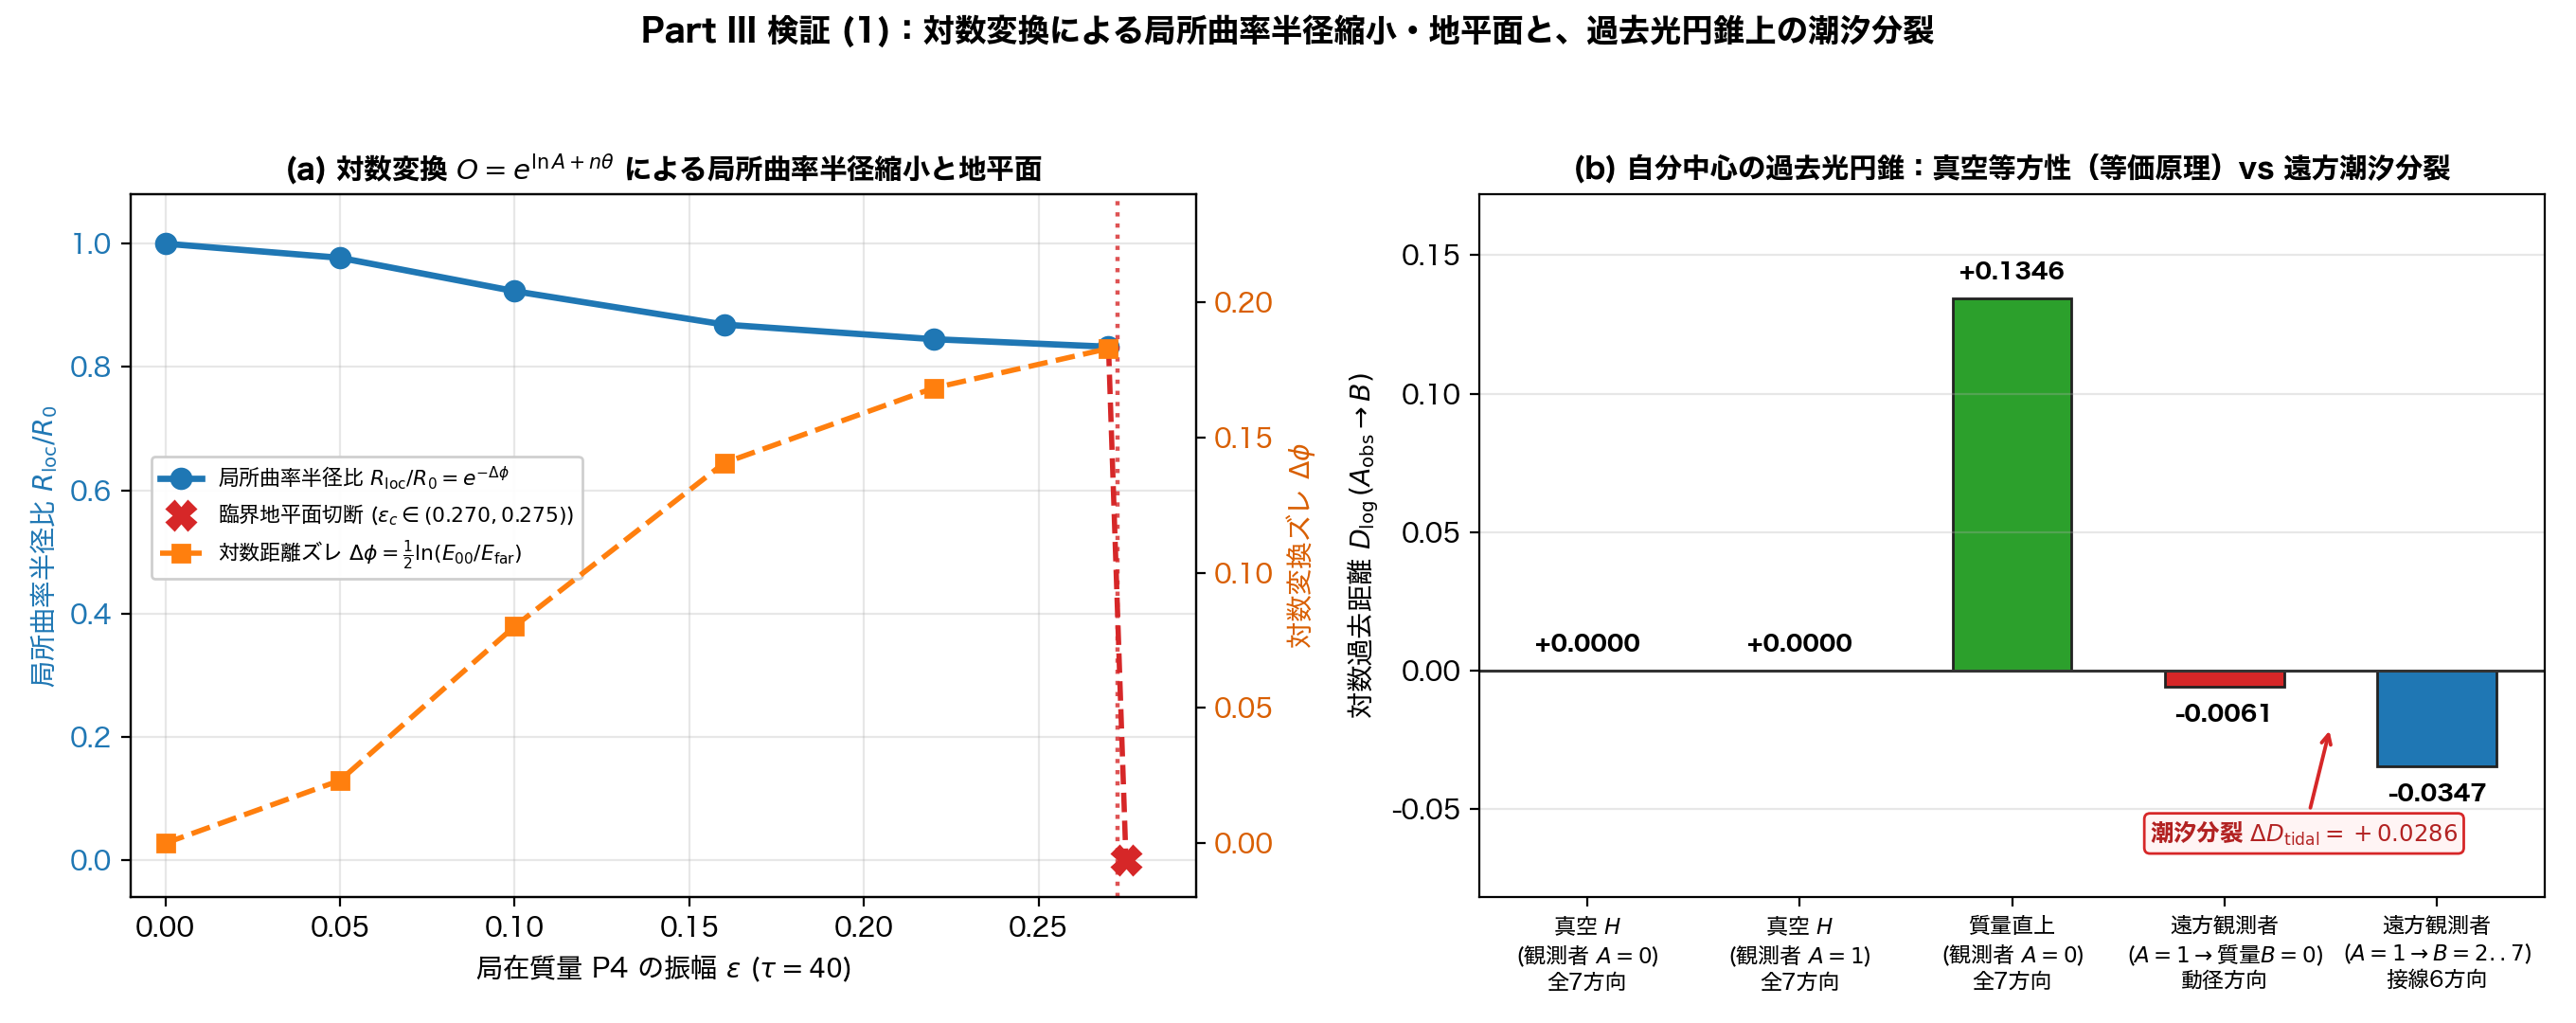 Part III 検証 (1)：対数変換による局所曲率半径縮小・地平面と、過去光円錐上の潮汐分裂
(a) 対数変換 O = e^{ln A + nθ} による局所曲率半径縮小と地平面
局所曲率半径比 R_loc/R_0
1.0
0.8
0.6
0.4
0.2
0.0
局所曲率半径比 R_loc/R_0 = e^{−Δϕ}
臨界地平面切断 (ε_c ∈ (0.270, 0.275))
対数距離ズレ Δϕ = 1/2 ln(E_00/E_far)
0.20
0.15
0.10
0.05
0.00
対数変換ズレ Δϕ
0.00 0.05 0.10 0.15 0.20 0.25
局在質量 P4 の振幅 ε (τ = 40)
(b) 自分中心の過去光円錐：真空等方性（等価原理）vs 遠方潮汐分裂
対数過去距離 D_log (A_obs → B)
0.15
0.10
0.05
0.00
-0.05
+0.0000
+0.0000
+0.1346
-0.0061
-0.0347
潮汐分裂 ΔD_tidal = + 0.0286
真空 H
(観測者 A = 0)
全7方向
真空 H
(観測者 A = 1)
全7方向
質量直上
(観測者 A = 0)
全7方向
遠方観測者
(A = 1 → 質量B = 0)
動径方向
遠方観測者
(A = 1 → B = 2..7)
接線6方向